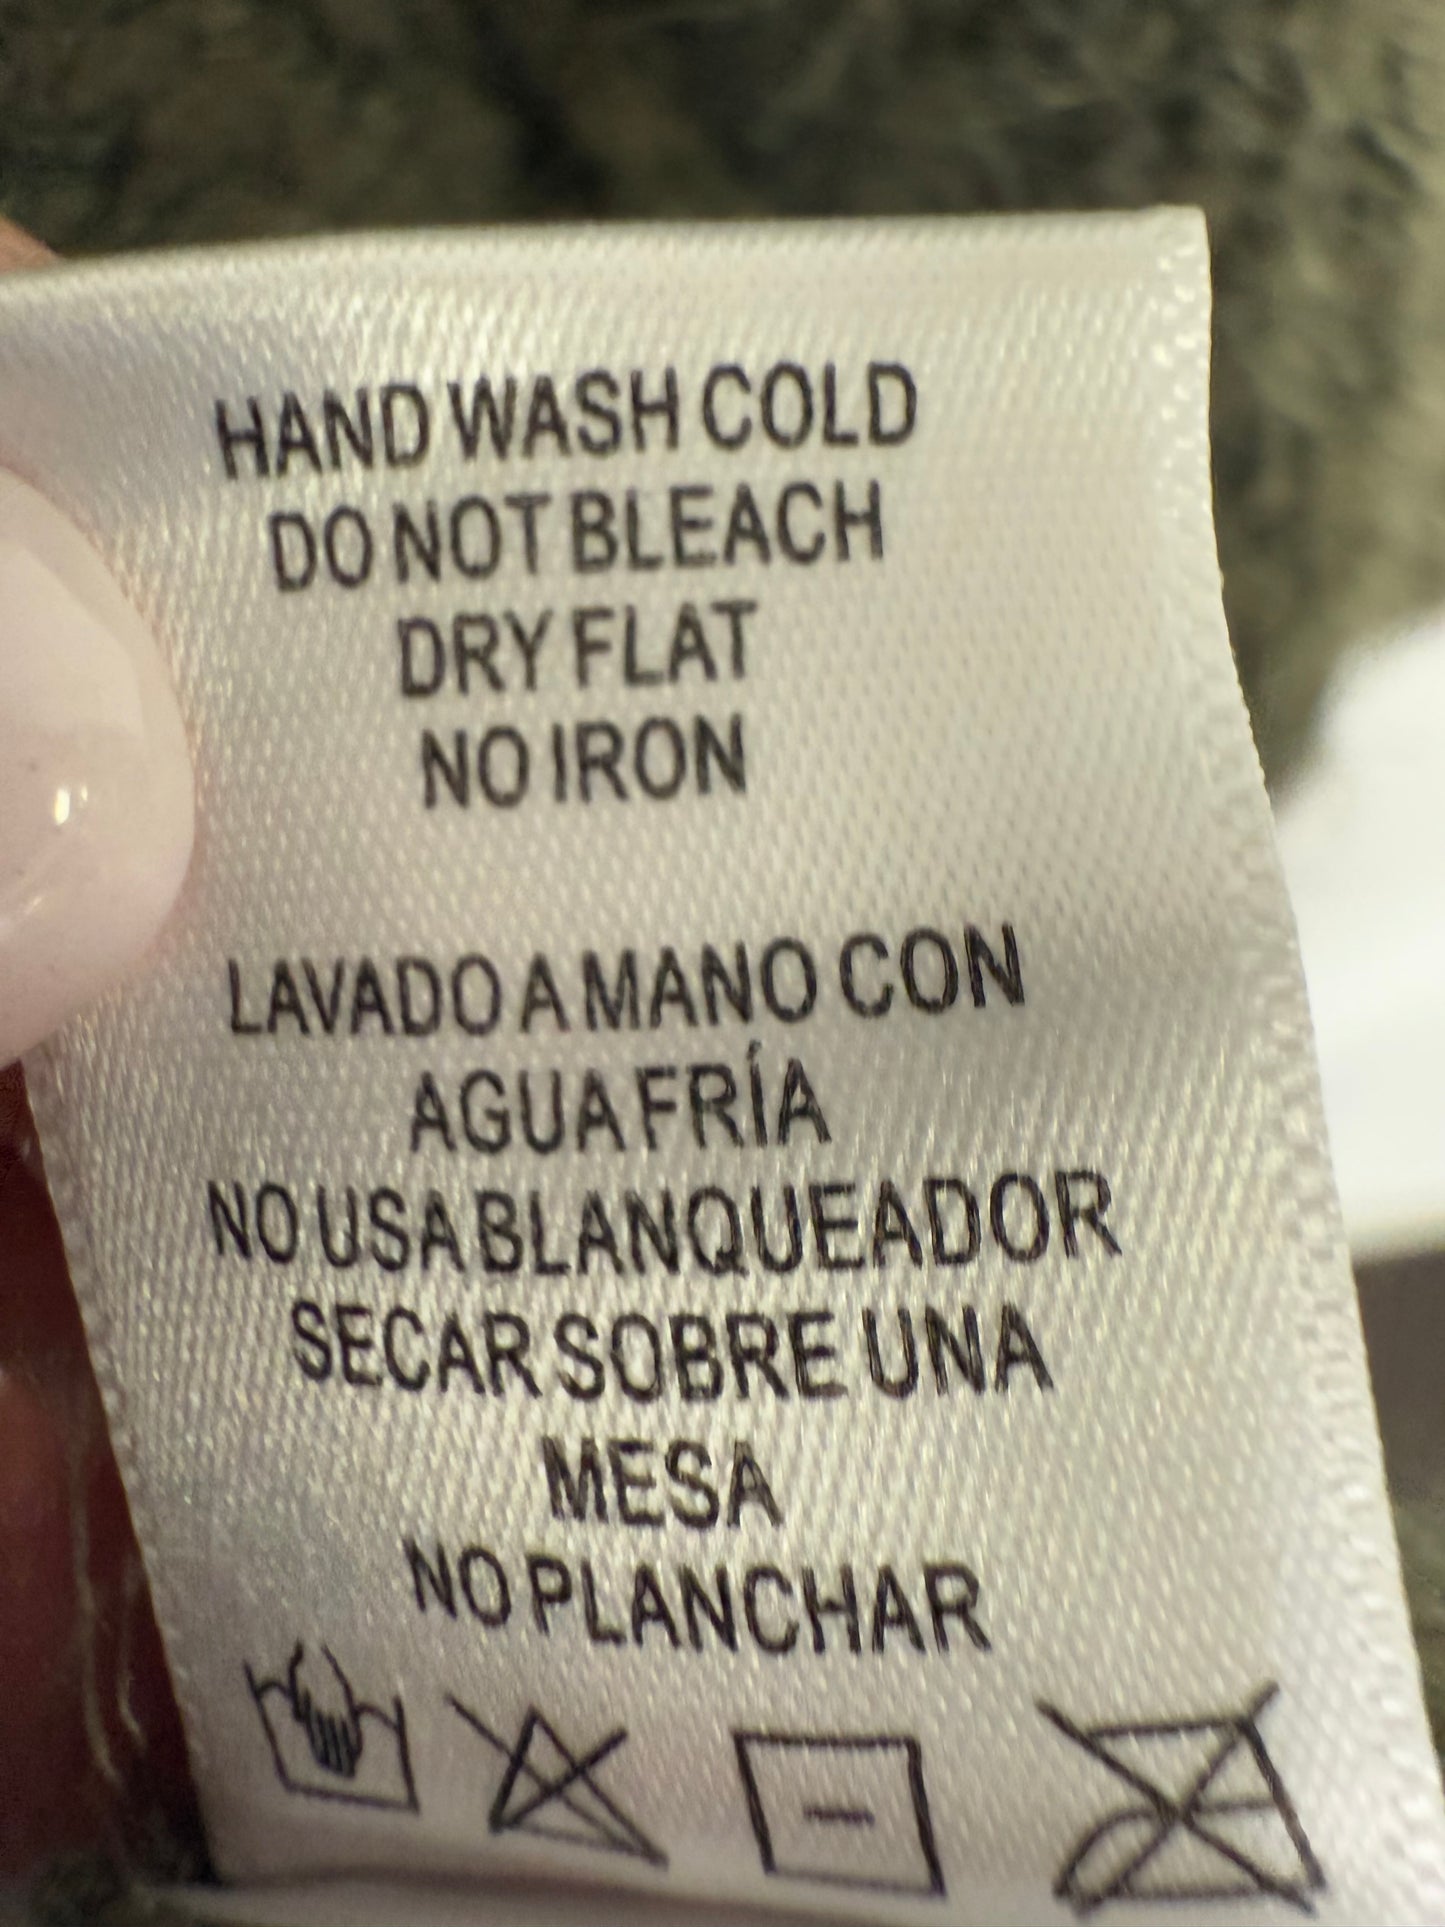 HAND WASH COLD
DO NOT BLEACH
DRY FLAT
NO IRON
LAVADO A MANO CON
AGUA FRÍA
NO USA BLANQUEADOR
SECAR SOBRE UNA
MESA
NO PLANCHAR